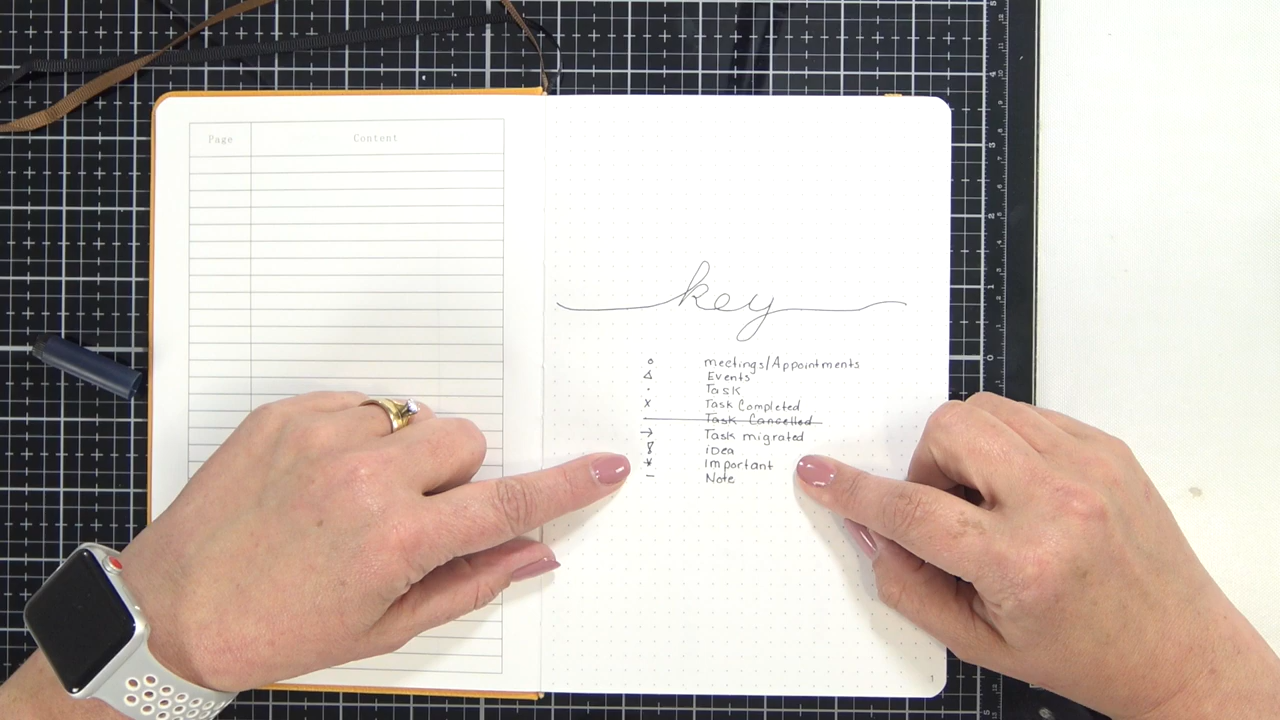 Page Content
key
o meetings/Appointments
Events
· Task
x Task Completed
Task Cancelled
→ Task migrated
iDea
* Important
– Note
1